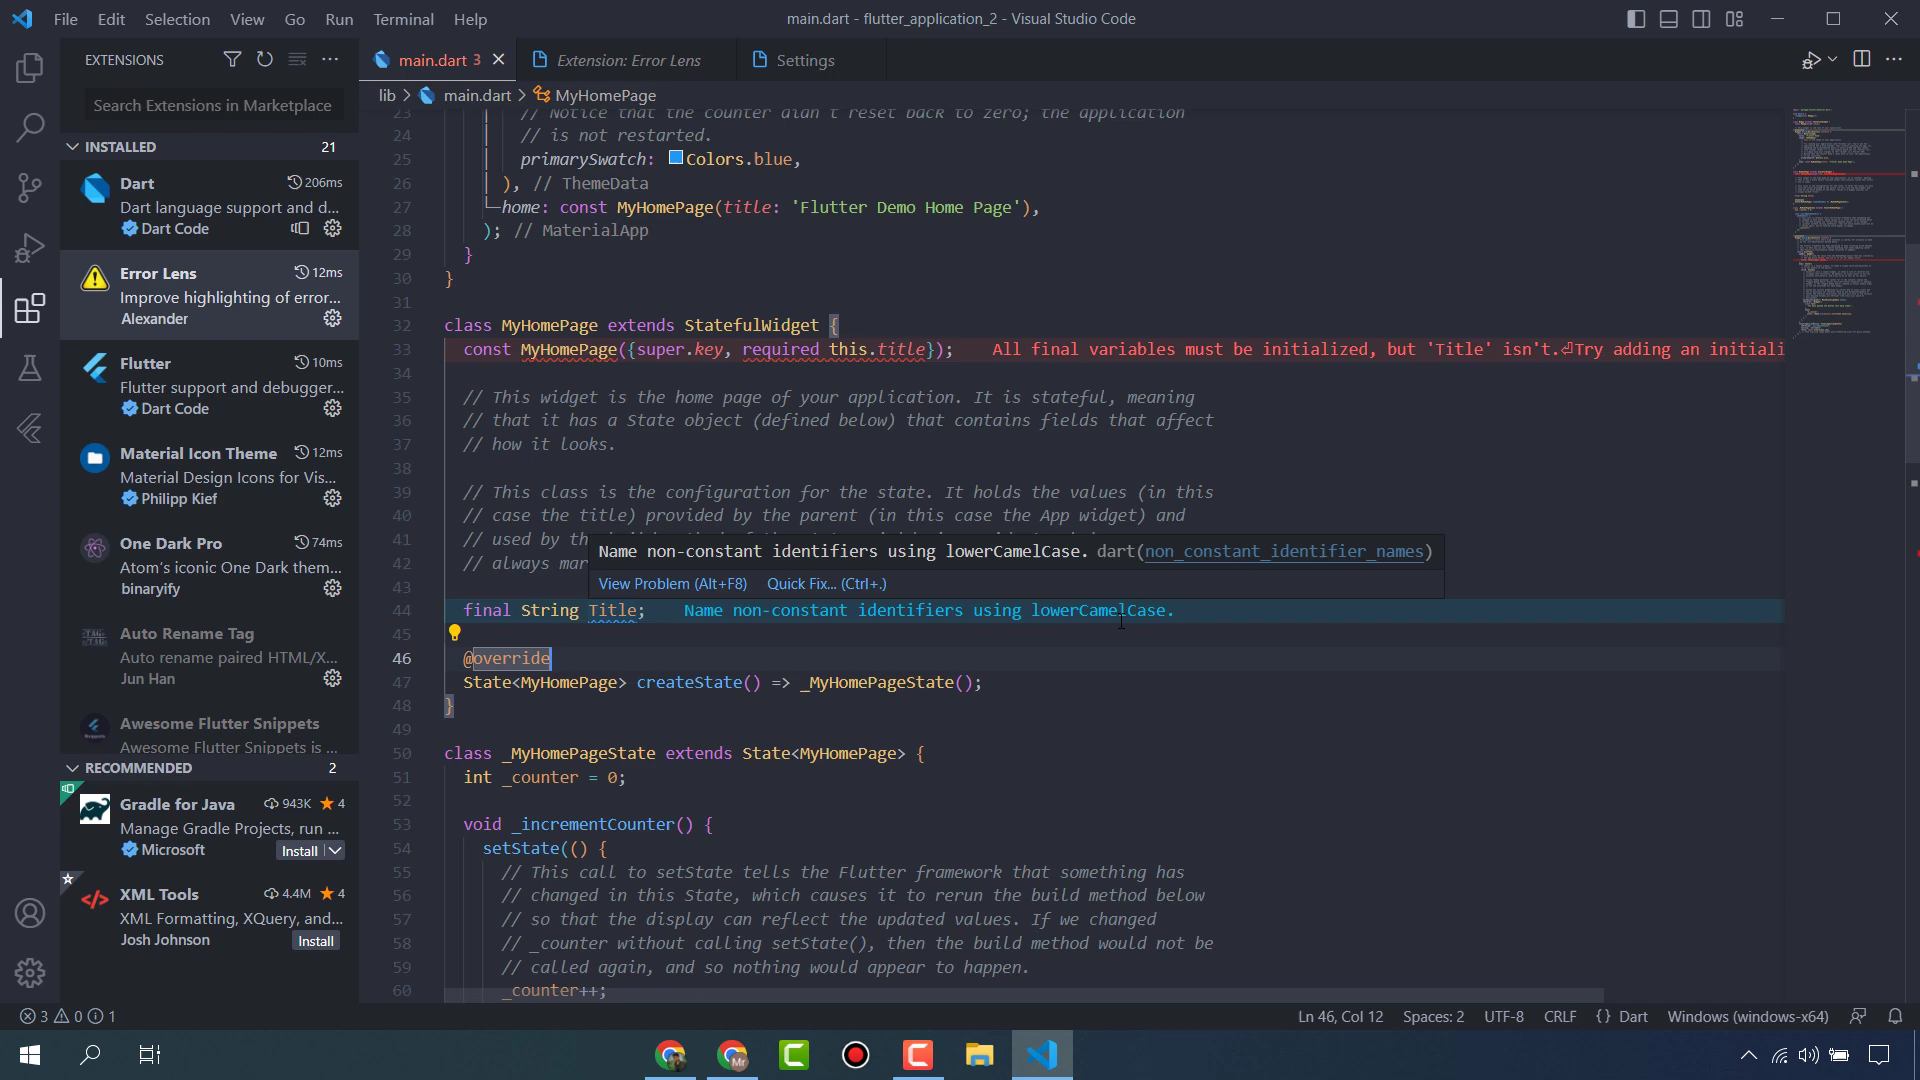 File Edit Selection View Go Run Terminal Help
main.dart - flutter_application_2 - Visual Studio Code
EXTENSIONS
Search Extensions in Marketplace
INSTALLED 21
Dart 206ms
Dart language support and d...
Dart Code
Error Lens 12ms
Improve highlighting of error...
Alexander
Flutter 10ms
Flutter support and debugger...
Dart Code
Material Icon Theme 12ms
Material Design Icons for Vis...
Philipp Kief
One Dark Pro 74ms
Atom's iconic One Dark them...
binaryify
Auto Rename Tag
Auto rename paired HTML/X...
Jun Han
Awesome Flutter Snippets
Awesome Flutter Snippets is ...
RECOMMENDED 2
Gradle for Java 943K 4
Manage Gradle Projects, run ...
Microsoft
Install
XML Tools 4.4M 4
XML Formatting, XQuery, and...
Josh Johnson
Install
main.dart 3
Extension: Error Lens
Settings
lib > main.dart > MyHomePage
23 // Notice that the counter didn't reset back to zero; the application
24 // is not restarted.
25 primarySwatch: Colors.blue,
26 ), // ThemeData
27 home: const MyHomePage(title: 'Flutter Demo Home Page'),
28 ); // MaterialApp
29 }
30 }
31
32 class MyHomePage extends StatefulWidget {
33 const MyHomePage({super.key, required this.title}); All final variables must be initialized, but 'Title' isn't.⏎Try adding an initiali
34
35 // This widget is the home page of your application. It is stateful, meaning
36 // that it has a State object (defined below) that contains fields that affect
37 // how it looks.
38
39 // This class is the configuration for the state. It holds the values (in this
40 // case the title) provided by the parent (in this case the App widget) and
41 // used by th
42 // always mar
43
Name non-constant identifiers using lowerCamelCase. dart(non_constant_identifier_names)
View Problem (Alt+F8) Quick Fix... (Ctrl+.)
44 final String Title; Name non-constant identifiers using lowerCamelCase.
45
46 @override
47 State<MyHomePage> createState() => _MyHomePageState();
48 }
49
50 class _MyHomePageState extends State<MyHomePage> {
51 int _counter = 0;
52
53 void _incrementCounter() {
54 setState(() {
55 // This call to setState tells the Flutter framework that something has
56 // changed in this State, which causes it to rerun the build method below
57 // so that the display can reflect the updated values. If we changed
58 // _counter without calling setState(), then the build method would not be
59 // called again, and so nothing would appear to happen.
60 _counter++;
3 0 1
Ln 46, Col 12 Spaces: 2 UTF-8 CRLF {} Dart Windows (windows-x64)